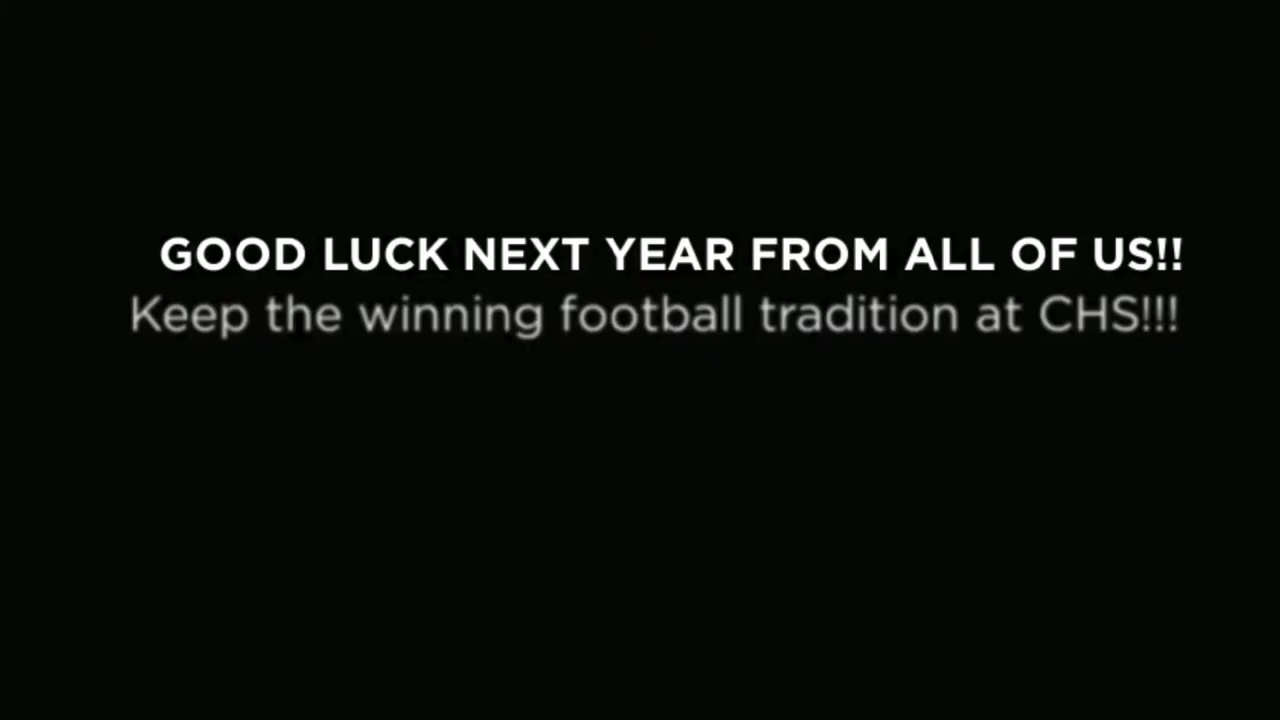 GOOD LUCK NEXT YEAR FROM ALL OF US!!
Keep the winning football tradition at CHS!!!